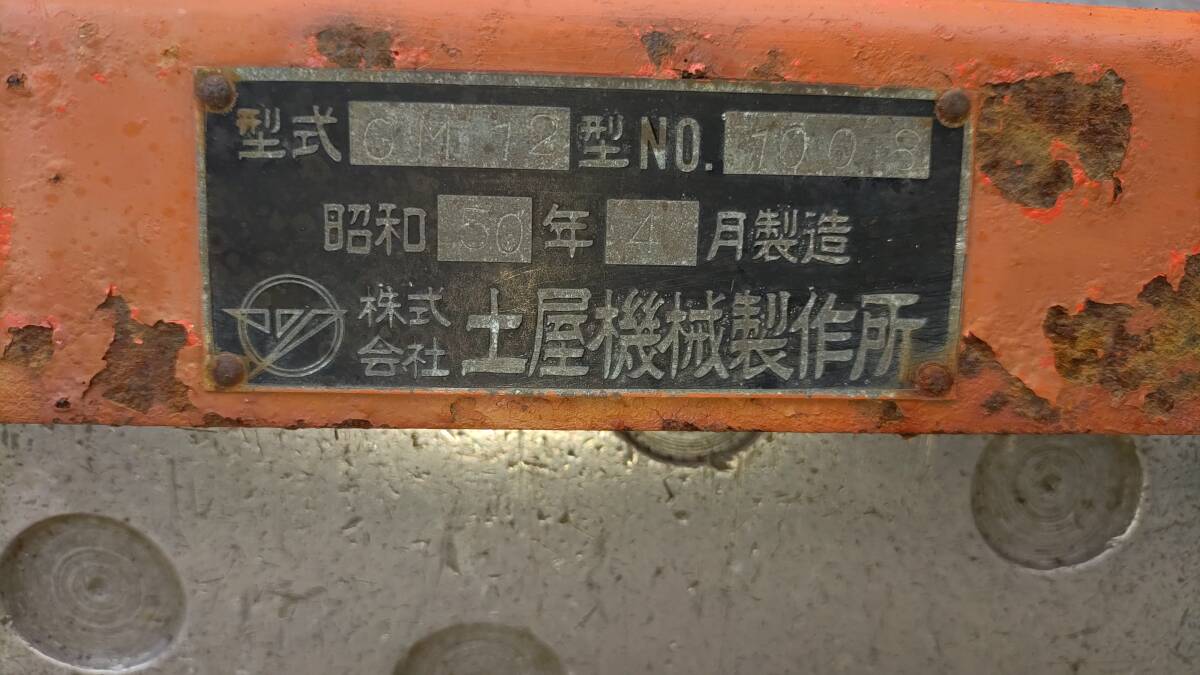 型式 GM 12 型 NO. 1008
昭和 50 年 4 月製造
株式会社 土屋機械製作所